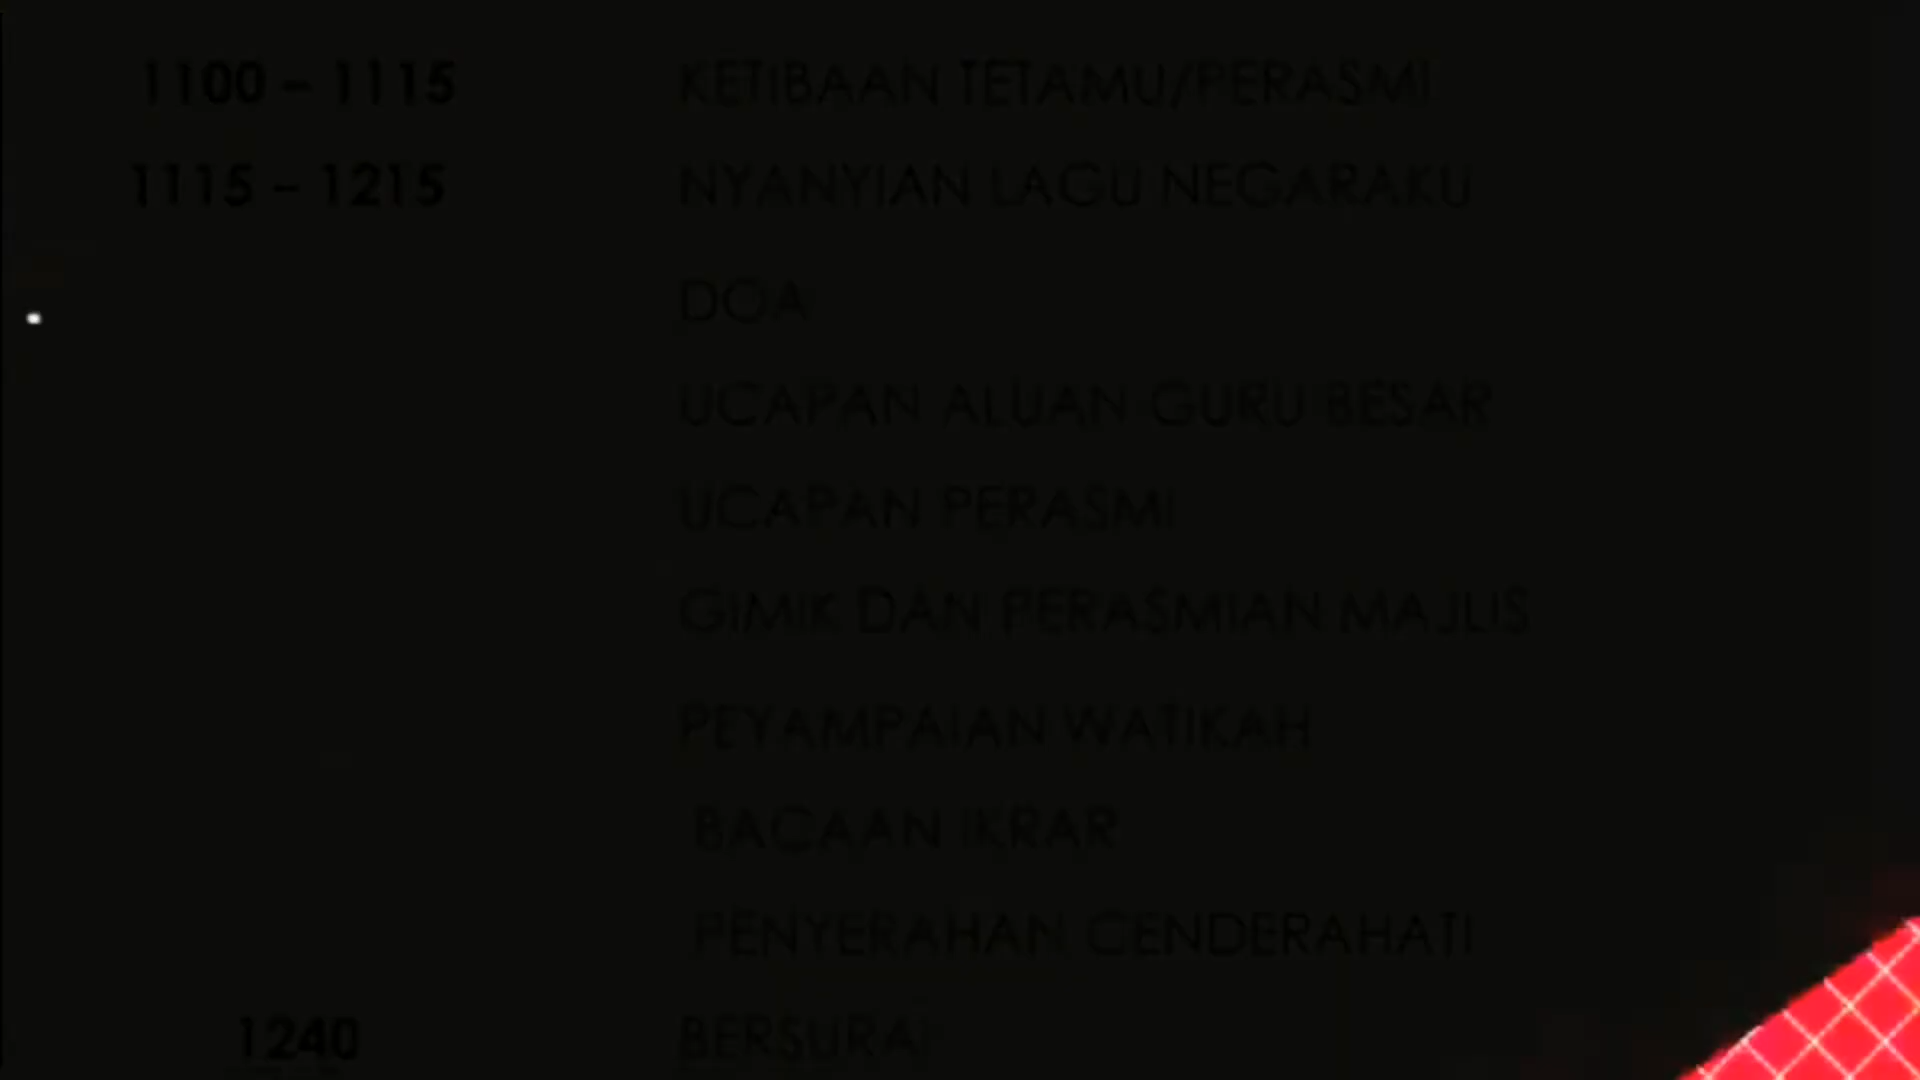 1100 – 1115 KETIBAAN TETAMU/PERASMI
1115 – 1215 NYANYIAN LAGU NEGARAKU
DOA
UCAPAN ALUAN GURU BESAR
UCAPAN PERASMI
GIMIK DAN PERASMIAN MAJLIS
PEYAMPAIAN WATIKAH
BACAAN IKRAR
PENYERAHAN CENDERAHATI
1240 BERSURAI